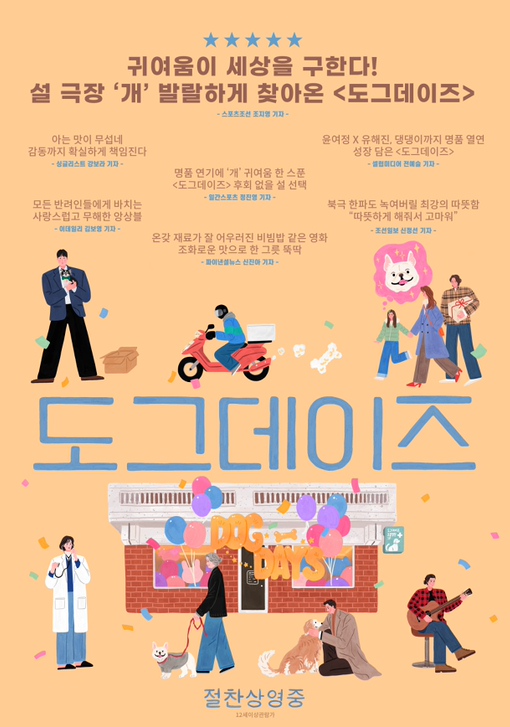 귀여움이 세상을 구한다!
설 극장 ‘개’ 발랄하게 찾아온 <도그데이즈>
- 스포츠조선 조지영 기자 -
아는 맛이 무섭네
감동까지 확실하게 책임진다
- 싱글리스트 강보라 기자 -
윤여정 X 유해진, 댕댕이까지 명품 열연
성장 담은 <도그데이즈>
- 셀럽미디어 전예슬 기자 -
명품 연기에 ‘개’ 귀여움 한 스푼
<도그데이즈> 후회 없을 설 선택
- 일간스포츠 정진영 기자 -
모든 반려인들에게 바치는
사랑스럽고 무해한 앙상블
- 이데일리 김보영 기자 -
북극 한파도 녹여버릴 최강의 따뜻함
“따뜻하게 해줘서 고마워”
- 조선일보 신정선 기자 -
온갖 재료가 잘 어우러진 비빔밥 같은 영화
조화로운 맛으로 한 그릇 뚝딱
- 파이낸셜뉴스 신진아 기자 -
도그데이즈
DOG
DAYS
절찬상영중
12세이상관람가